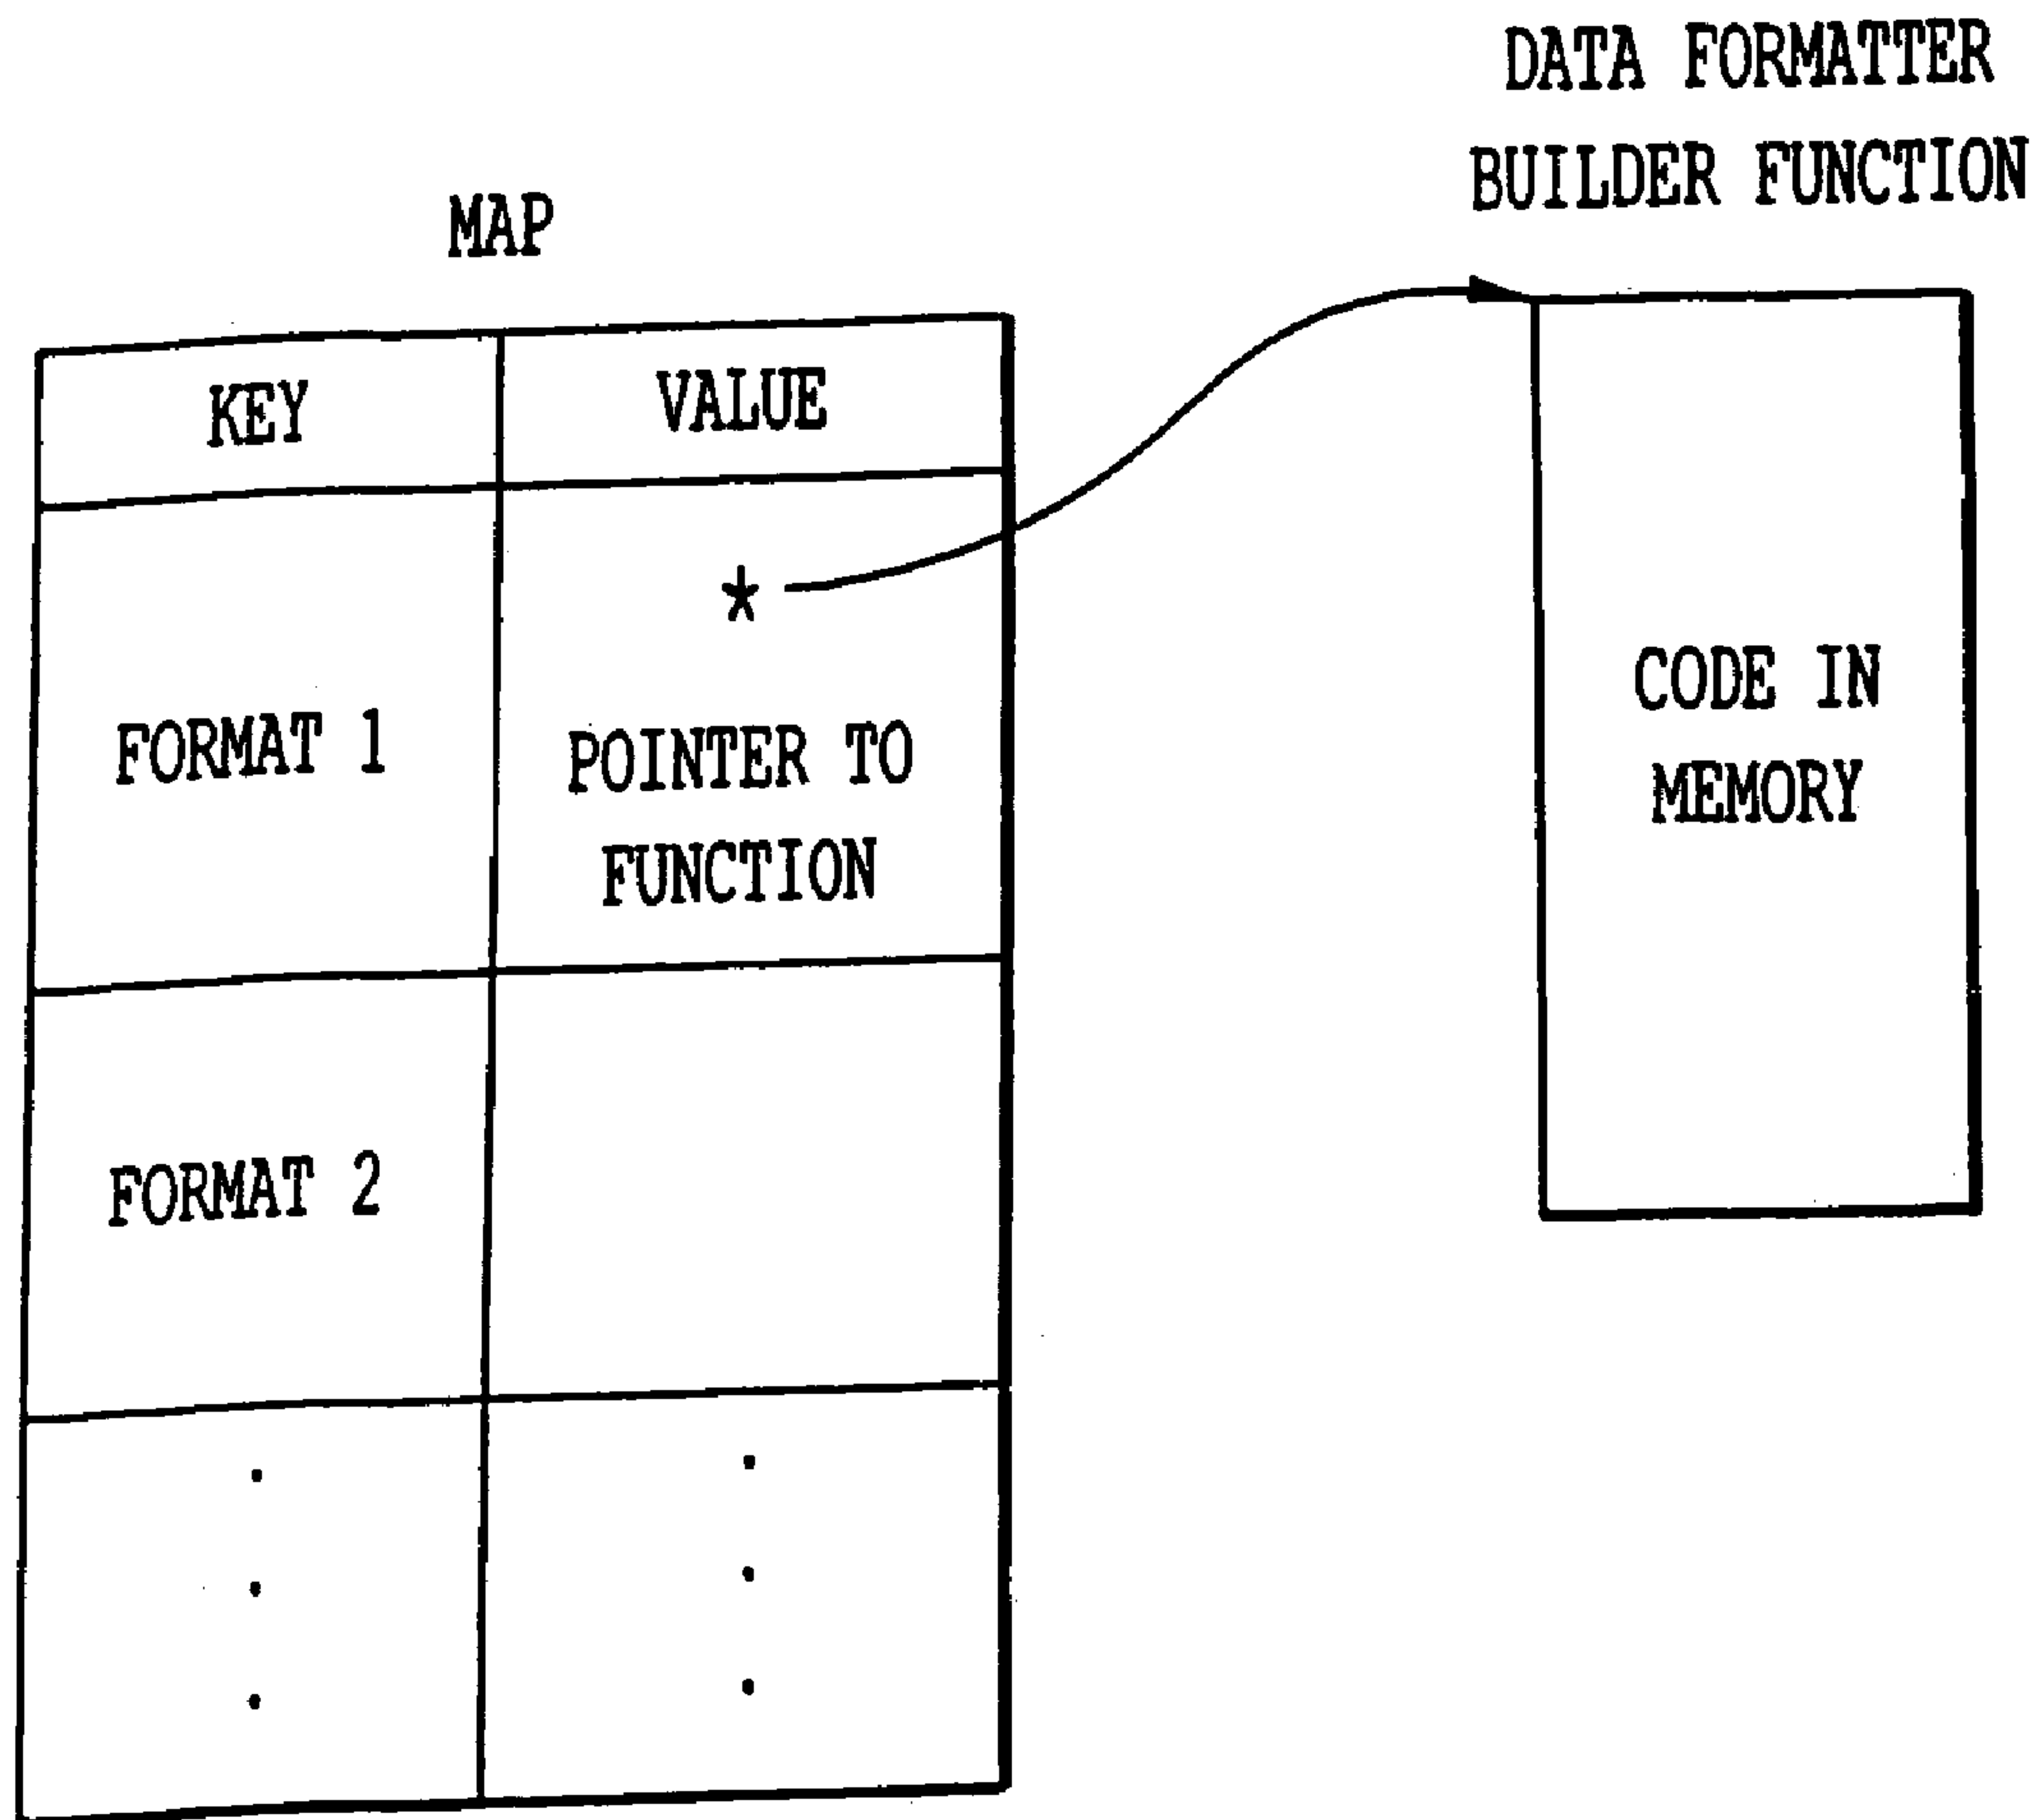 DATA FORMATTER
BUILDER FUNCTION
MAP
KEY
VALUE
*
FORMAT 1
POINTER TO
FUNCTION
CODE IN
MEMORY
FORMAT 2
. .
. .
. .